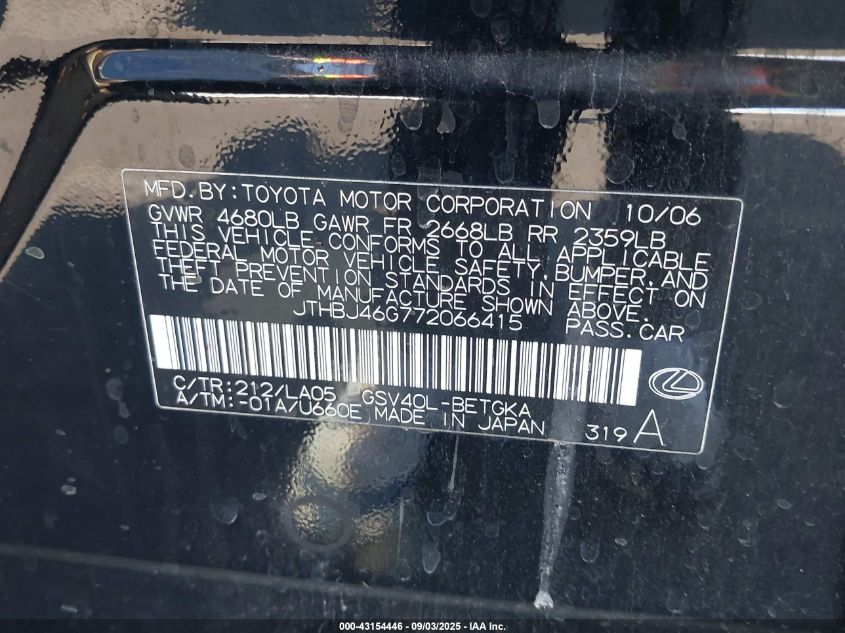 MFD.BY:TOYOTA MOTOR CORPORATION 10/06
GVWR 4680LB GAWR FR 2668LB RR 2359LB
THIS VEHICLE CONFORMS TO ALL APPLICABLE
FEDERAL MOTOR VEHICLE SAFETY,BUMPER,AND
THEFT PREVENTION STANDARDS IN EFFECT ON
THE DATE OF MANUFACTURE SHOWN ABOVE.
JTHBJ46G772066415 PASS.CAR
C/TR:212/LA05 GSV40L-BETGKA
A/TM:-01A/U660E MADE IN JAPAN 319A
000-43154446 - 09/03/2025 - IAA Inc.